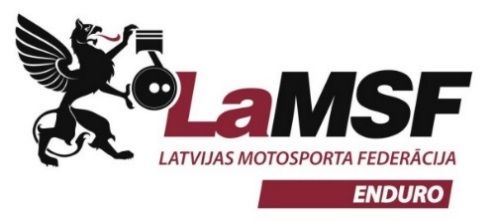 LaMSF
LATVIJAS MOTOSPORTA FEDERĀCIJA
ENDURO